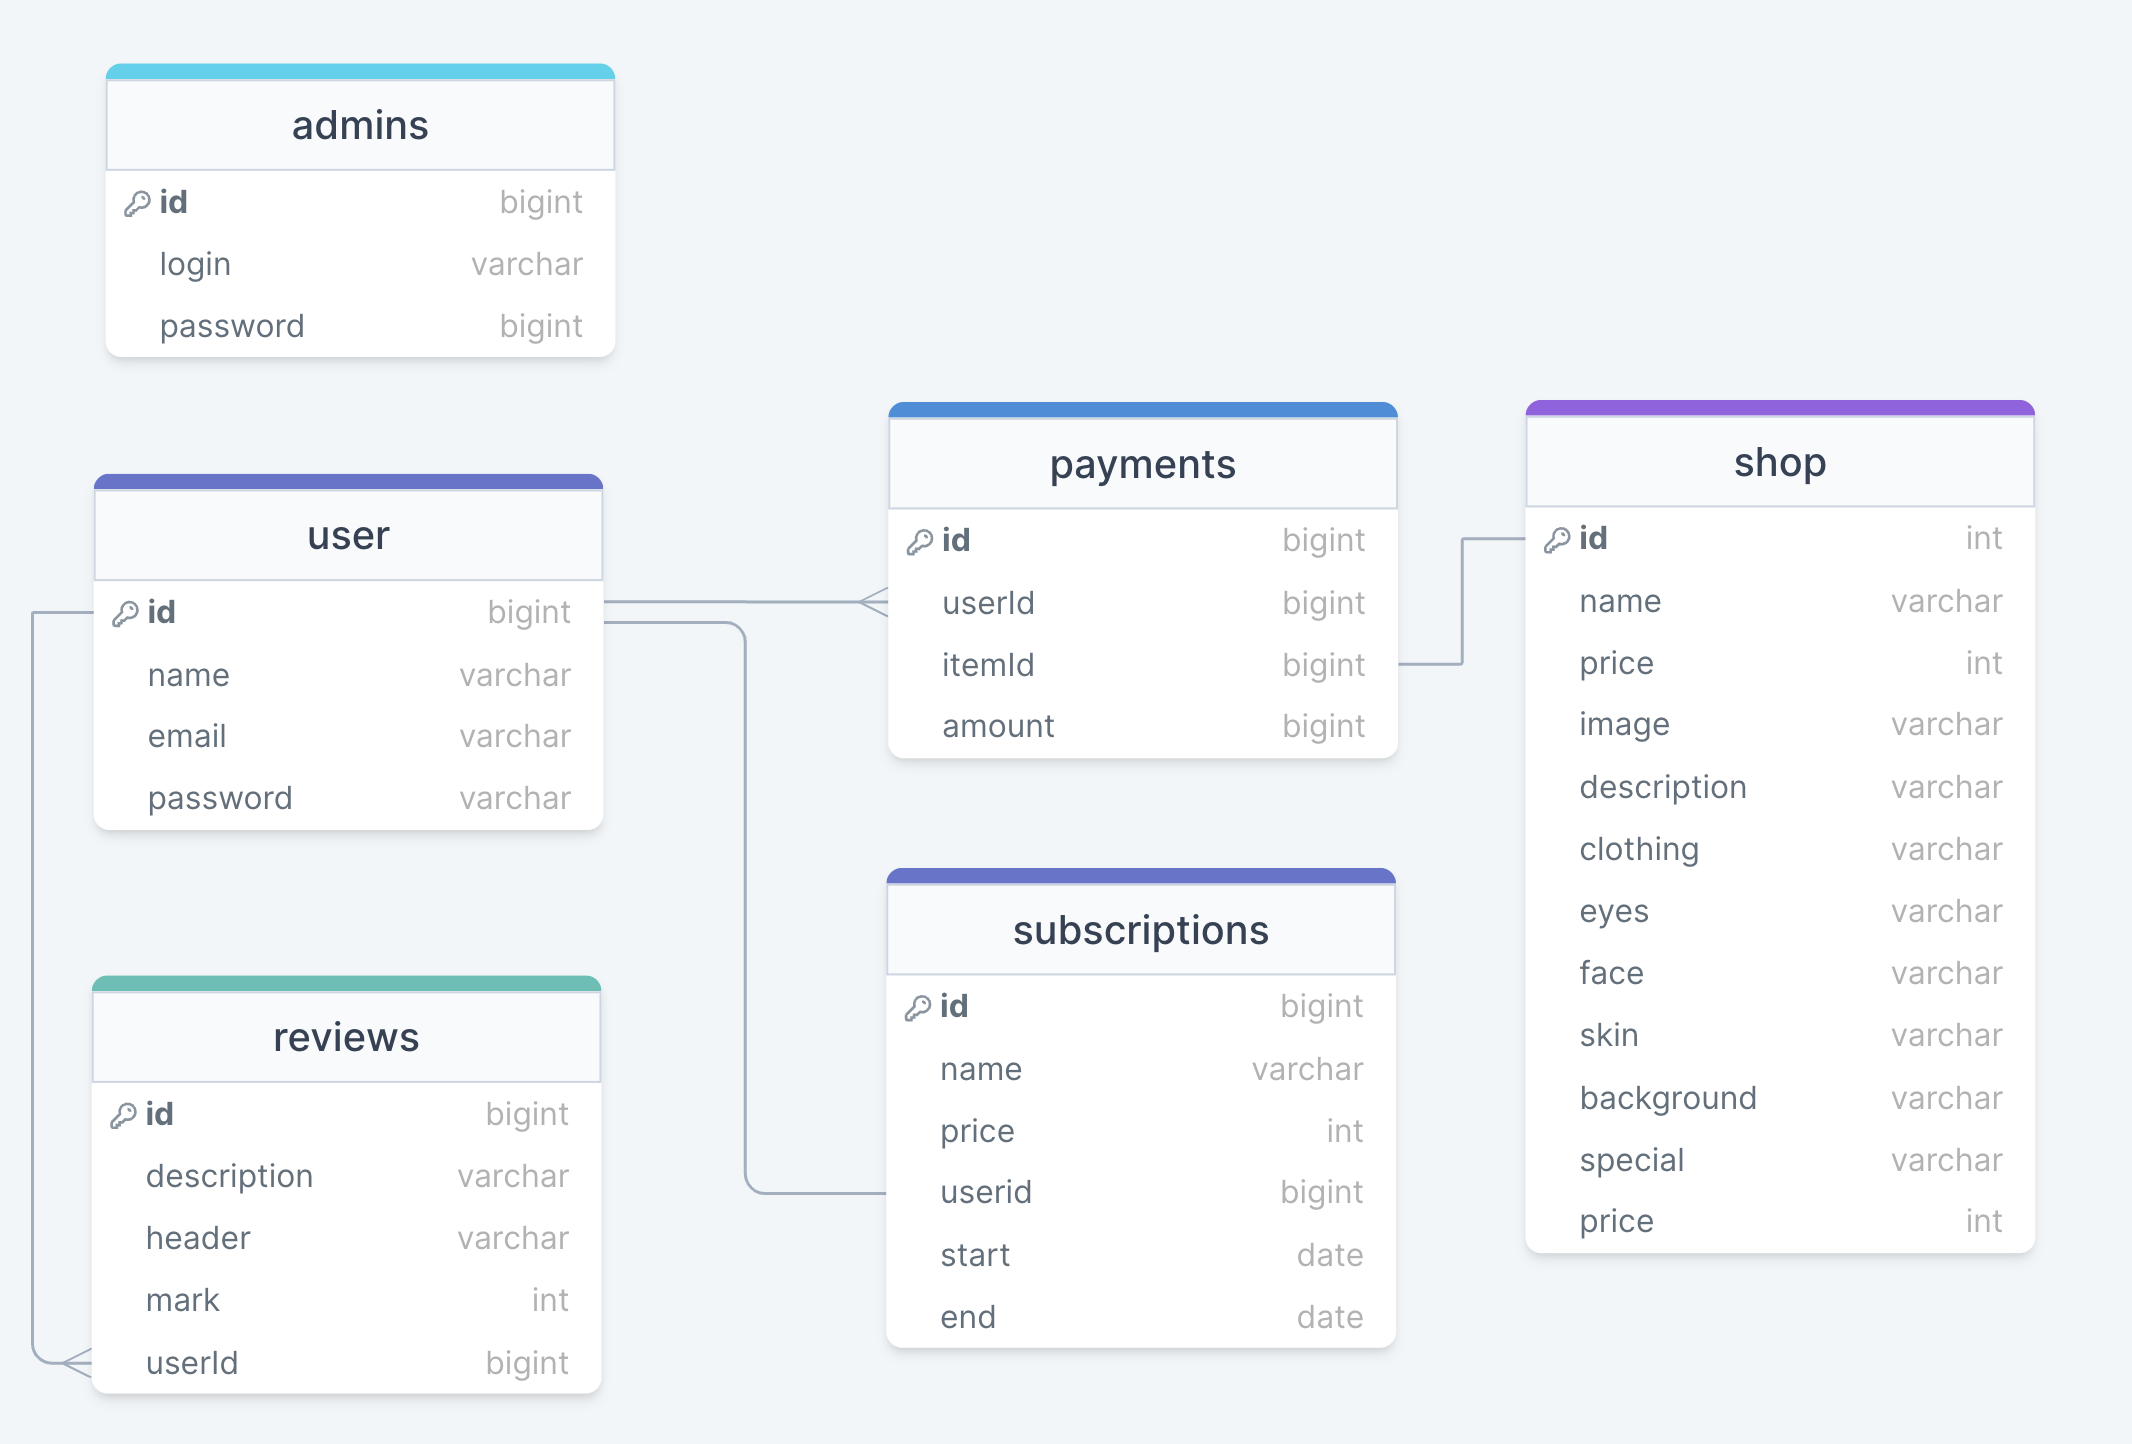 admins
id bigint
login varchar
password bigint
user
id bigint
name varchar
email varchar
password varchar
reviews
id bigint
description varchar
header varchar
mark int
userId bigint
payments
id bigint
userId bigint
itemId bigint
amount bigint
subscriptions
id bigint
name varchar
price int
userid bigint
start date
end date
shop
id int
name varchar
price int
image varchar
description varchar
clothing varchar
eyes varchar
face varchar
skin varchar
background varchar
special varchar
price int